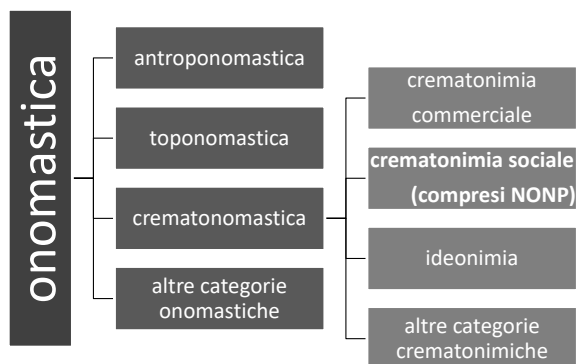 onomastica
antroponomastica
toponomastica
crematonomastica
altre categorie
onomastiche
crematonimia
commerciale
crematonimia sociale
(compresi NONP)
ideonimia
altre categorie
crematonimiche